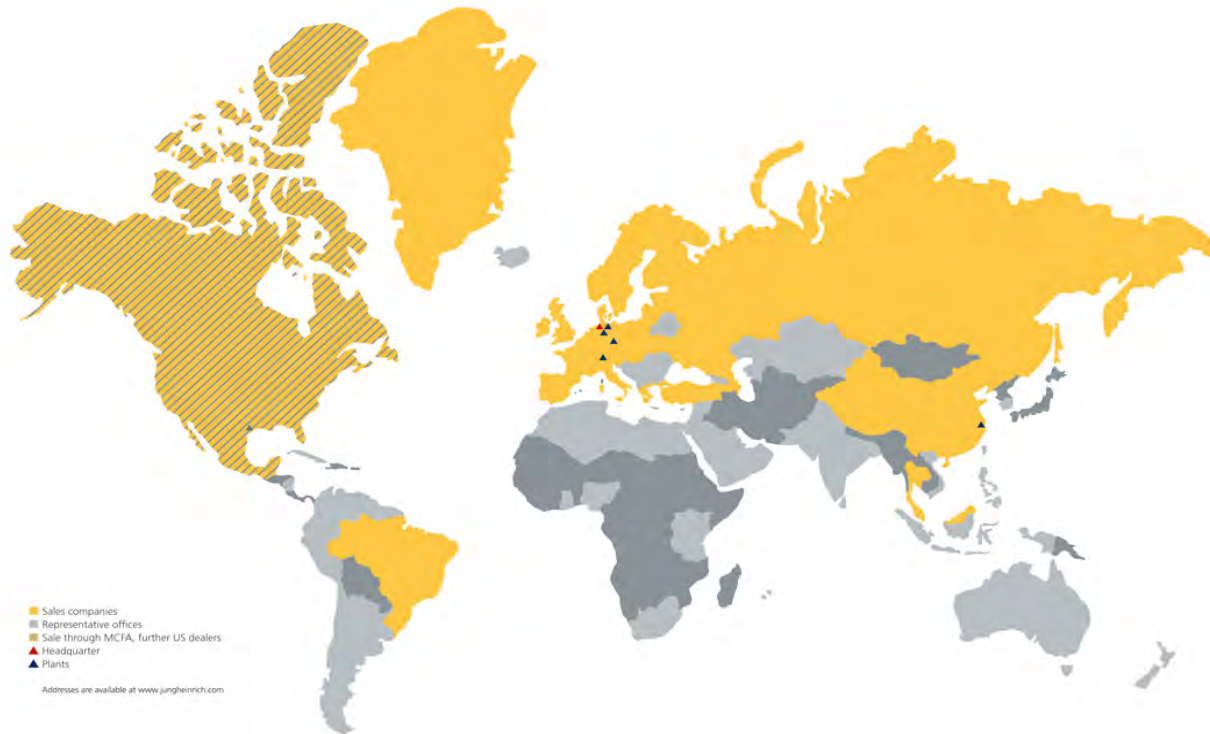 Sales companies
Representative offices
Sale through MCFA, further US dealers
Headquarter
Plants
Addresses are available at www.jungheinrich.com